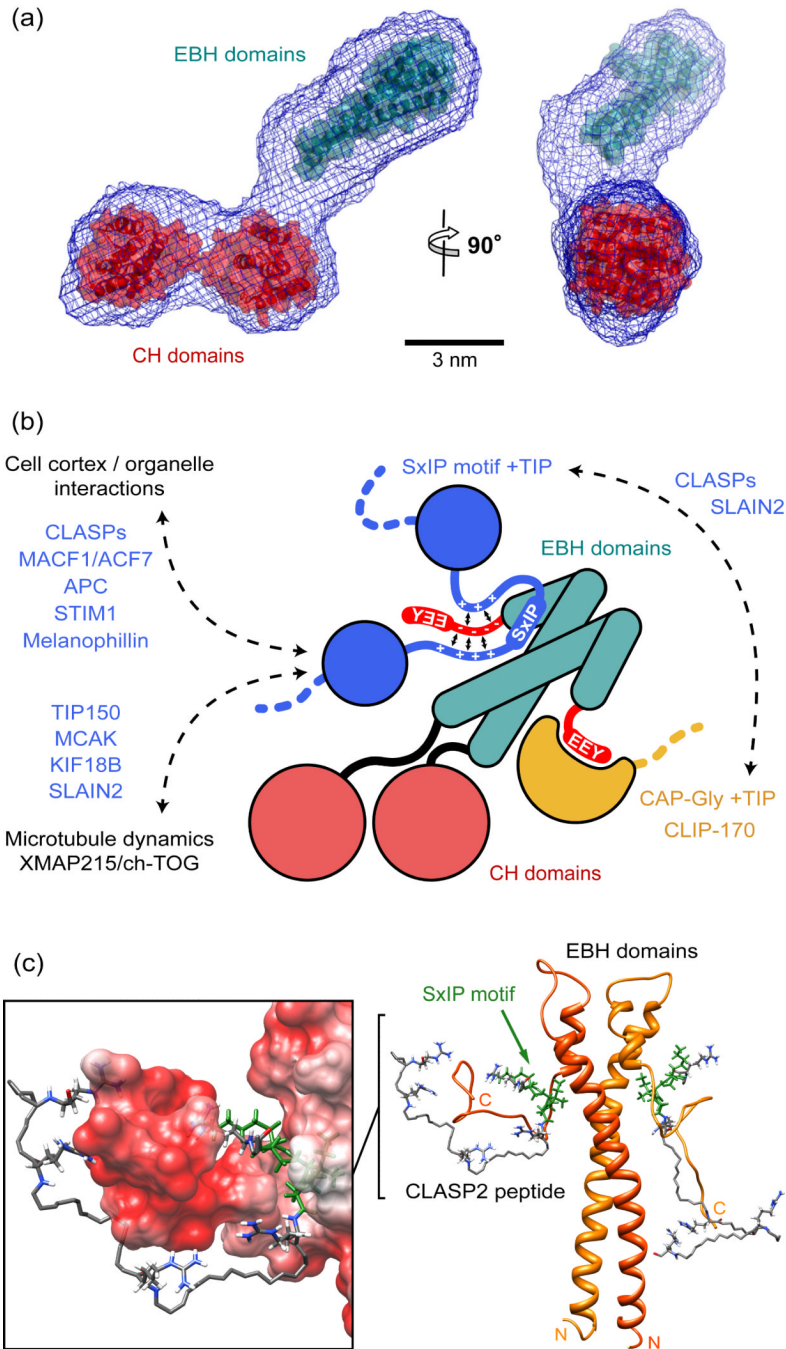 (a)
EBH domains
90°
CH domains
3 nm
(b)
Cell cortex / organelle
interactions
CLASPs
MACF1/ACF7
APC
STIM1
Melanophillin
TIP150
MCAK
KIF18B
SLAIN2
Microtubule dynamics
XMAP215/ch-TOG
SxIP motif +TIP
CLASPs
SLAIN2
EBH domains
EEY
+ + +
- - - -
SxIP
+ + + +
EEY
CAP-Gly +TIP
CLIP-170
CH domains
(c)
EBH domains
SxIP motif
C
CLASP2 peptide
C
N
N